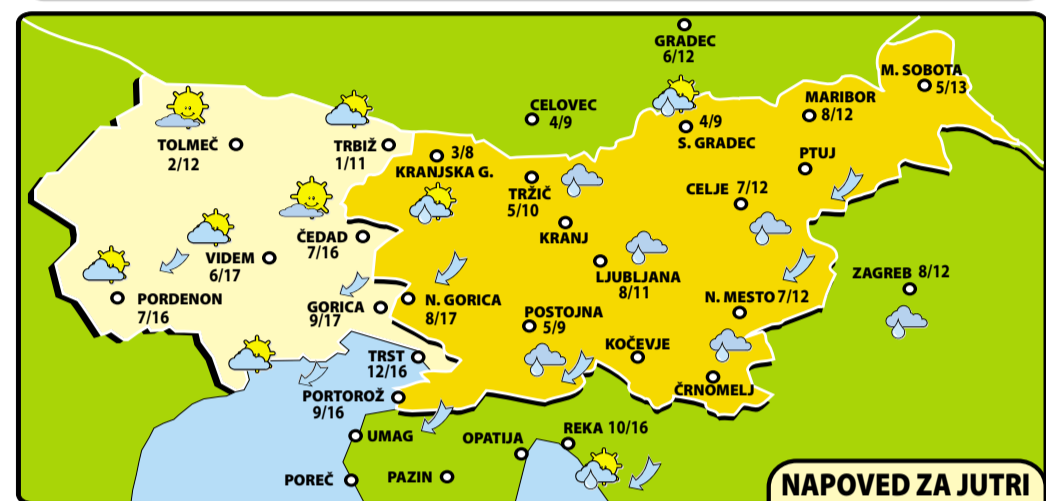 GRADEC
6/12
M. SOBOTA
5/13
CELOVEC
4/9
MARIBOR
8/12
4/9
S. GRADEC
TOLMEČ
2/12
TRBIŽ
1/11
3/8
KRANJSKA G.
PTUJ
TRŽIČ
5/10
CELJE 7/12
KRANJ
ČEDAD
7/16
VIDEM
6/17
LJUBLJANA
8/11
ZAGREB 8/12
PORDENON
7/16
GORICA
9/17
N. GORICA
8/17
N. MESTO 7/12
POSTOJNA
5/9
KOČEVJE
TRST
12/16
ČRNOMELJ
PORTOROŽ
9/16
UMAG
OPATIJA
REKA 10/16
POREČ
PAZIN
NAPOVED ZA JUTRI